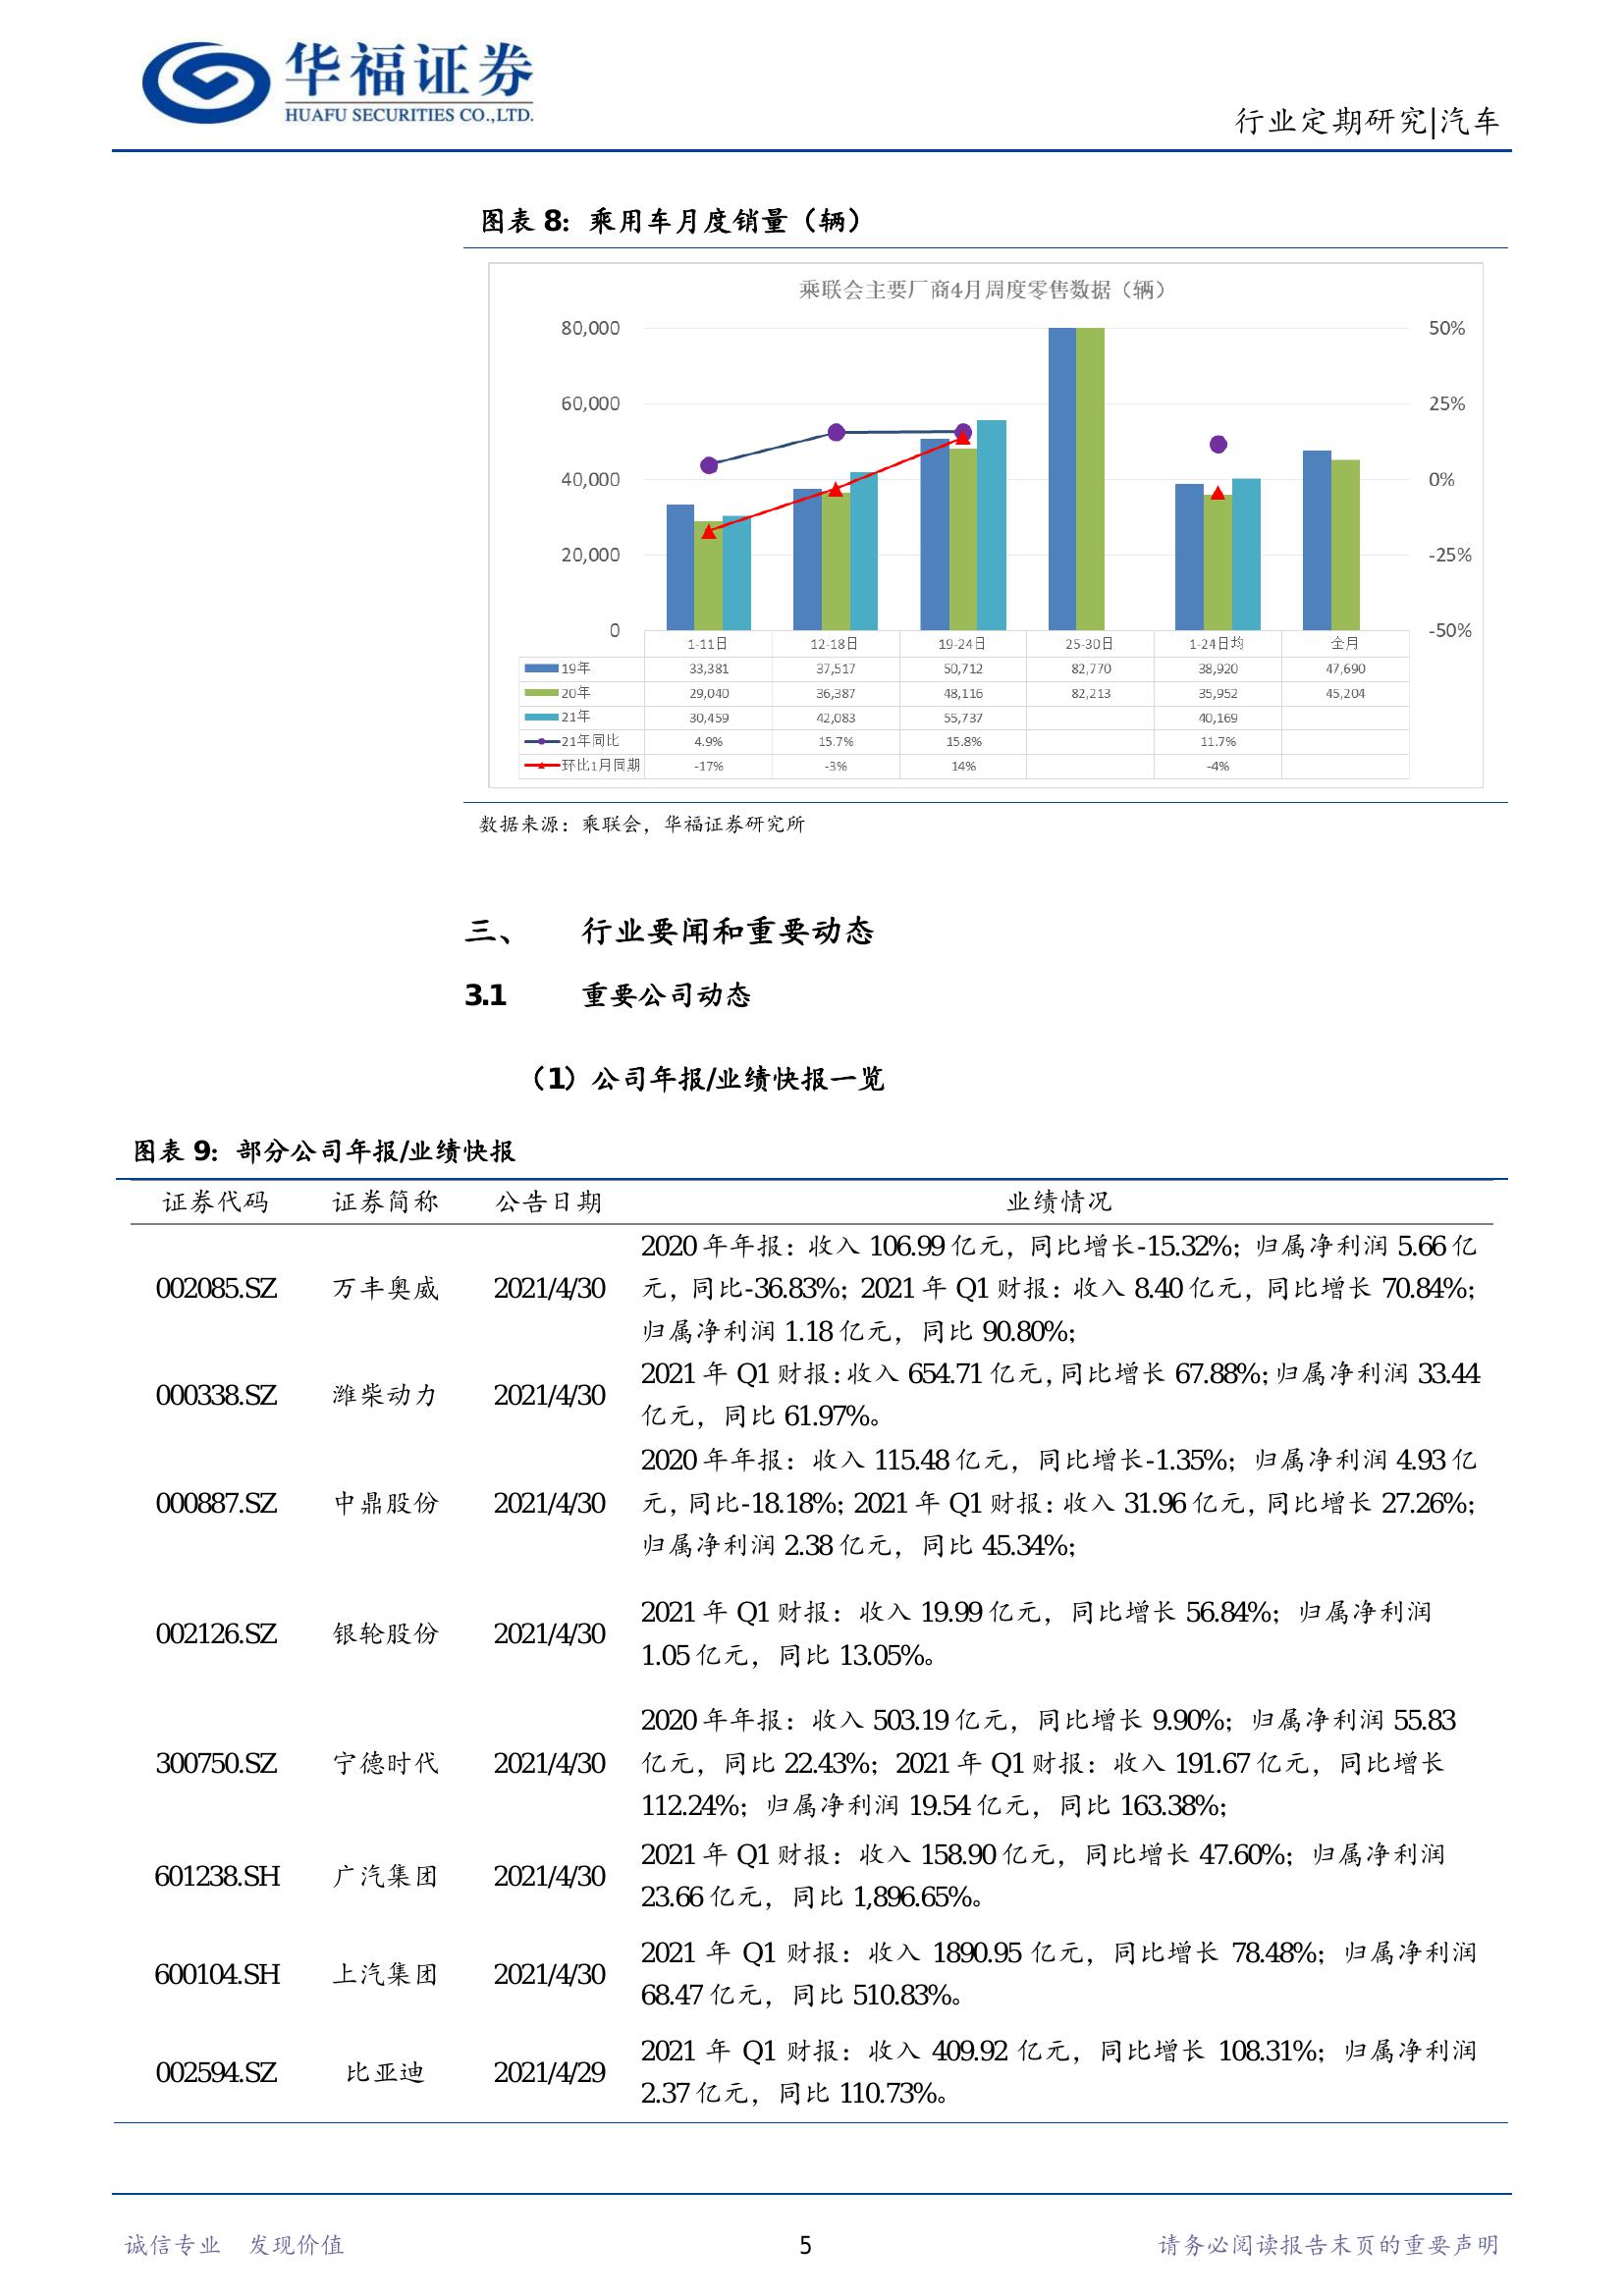 华福证券
HUAFU SECURITIES CO.,LTD.
行业定期研究|汽车
图表 8：乘用车月度销量（辆）
乘联会主要厂商4月周度零售数据（辆）
80,000 50%
60,000 25%
40,000 0%
20,000 -25%
0 -50%
1-11日 12-18日 19-24日 25-30日 1-24日均 全月
19年 33,381 37,517 50,712 82,770 38,920 47,690
20年 29,040 36,387 48,116 82,213 35,952 45,204
21年 30,459 42,083 55,737 40,169
21年同比 4.9% 15.7% 15.8% 11.7%
环比1月同期 -17% -3% 14% -4%
数据来源：乘联会，华福证券研究所
三、 行业要闻和重要动态
3.1 重要公司动态
（1）公司年报/业绩快报一览
图表 9：部分公司年报/业绩快报
证券代码 证券简称 公告日期 业绩情况
002085.SZ 万丰奥威 2021/4/30
2020 年年报：收入 106.99 亿元，同比增长-15.32%；归属净利润 5.66 亿
元，同比-36.83%；2021 年 Q1 财报：收入 8.40 亿元，同比增长 70.84%；
归属净利润 1.18 亿元，同比 90.80%；
000338.SZ 潍柴动力 2021/4/30
2021 年 Q1 财报：收入 654.71 亿元，同比增长 67.88%；归属净利润 33.44
亿元，同比 61.97%。
000887.SZ 中鼎股份 2021/4/30
2020 年年报：收入 115.48 亿元，同比增长-1.35%；归属净利润 4.93 亿
元，同比-18.18%；2021 年 Q1 财报：收入 31.96 亿元，同比增长 27.26%；
归属净利润 2.38 亿元，同比 45.34%；
002126.SZ 银轮股份 2021/4/30
2021 年 Q1 财报：收入 19.99 亿元，同比增长 56.84%；归属净利润
1.05 亿元，同比 13.05%。
300750.SZ 宁德时代 2021/4/30
2020 年年报：收入 503.19 亿元，同比增长 9.90%；归属净利润 55.83
亿元，同比 22.43%；2021 年 Q1 财报：收入 191.67 亿元，同比增长
112.24%；归属净利润 19.54 亿元，同比 163.38%；
601238.SH 广汽集团 2021/4/30
2021 年 Q1 财报：收入 158.90 亿元，同比增长 47.60%；归属净利润
23.66 亿元，同比 1,896.65%。
600104.SH 上汽集团 2021/4/30
2021 年 Q1 财报：收入 1890.95 亿元，同比增长 78.48%；归属净利润
68.47 亿元，同比 510.83%。
002594.SZ 比亚迪 2021/4/29
2021 年 Q1 财报：收入 409.92 亿元，同比增长 108.31%；归属净利润
2.37 亿元，同比 110.73%。
诚信专业 发现价值 5 请务必阅读报告末页的重要声明